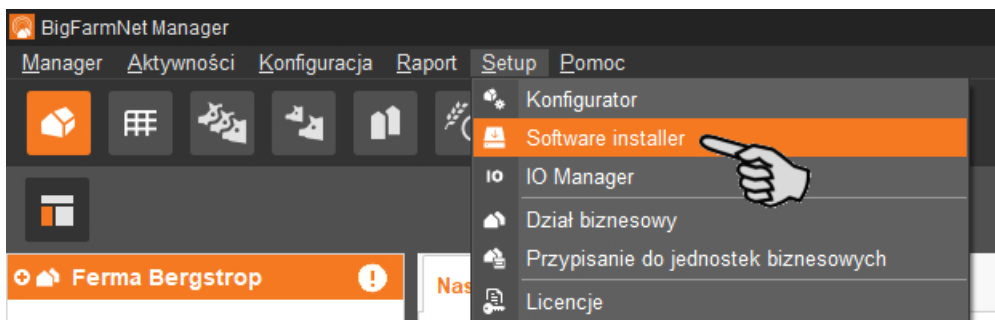 BigFarmNet Manager
Manager Aktywności Konfiguracja Raport Setup Pomoc
Konfigurator
Software installer
IO IO Manager
Dział biznesowy
Przypisanie do jednostek biznesowych
Ferma Bergstrop
Nas
Licencje